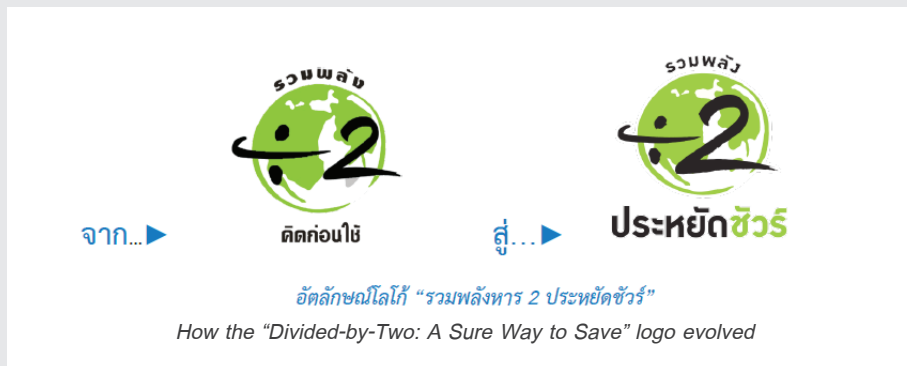 รวมพลัง
÷2
คิดก่อนใช้
รวมพลัง
÷2
ประหยัดชัวร์
จาก...▶
สู่...▶
อัตลักษณ์โลโก้ “รวมพลังหาร 2 ประหยัดชัวร์”
How the “Divided-by-Two: A Sure Way to Save” logo evolved